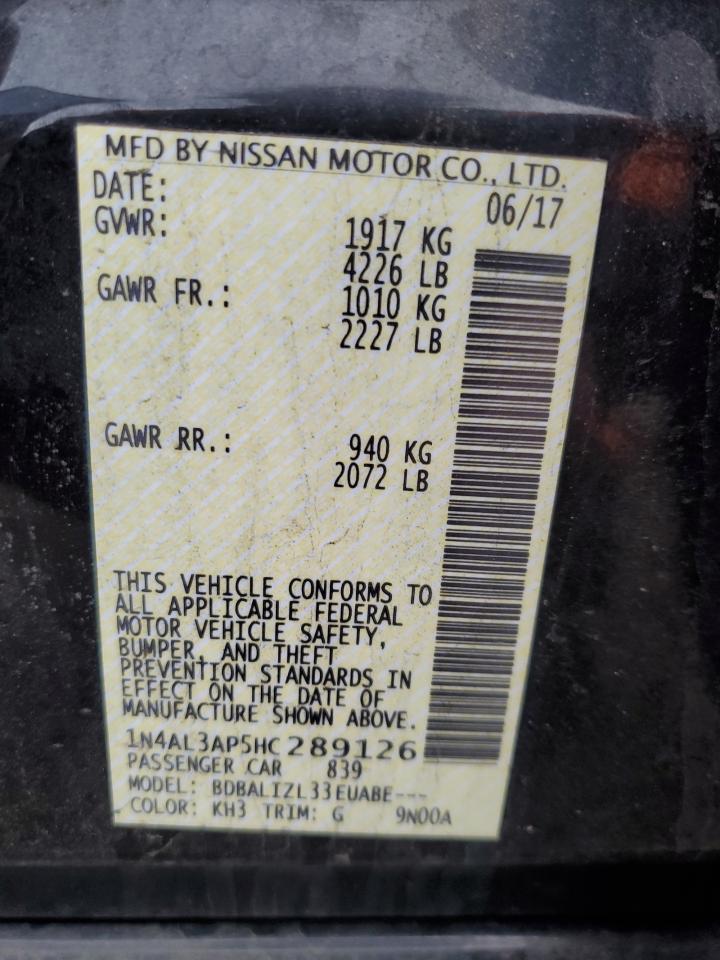 MFD BY NISSAN MOTOR CO., LTD.
DATE: 06/17
GVWR: 1917 KG
4226 LB
GAWR FR.: 1010 KG
2227 LB
GAWR RR.: 940 KG
2072 LB
THIS VEHICLE CONFORMS TO
ALL APPLICABLE FEDERAL
MOTOR VEHICLE SAFETY,
BUMPER, AND THEFT
PREVENTION STANDARDS IN
EFFECT ON THE DATE OF
MANUFACTURE SHOWN ABOVE.
1N4AL3AP5HC289126
PASSENGER CAR 839
MODEL: BDBALIZL33EUABE---
COLOR: KH3 TRIM: G 9N00A